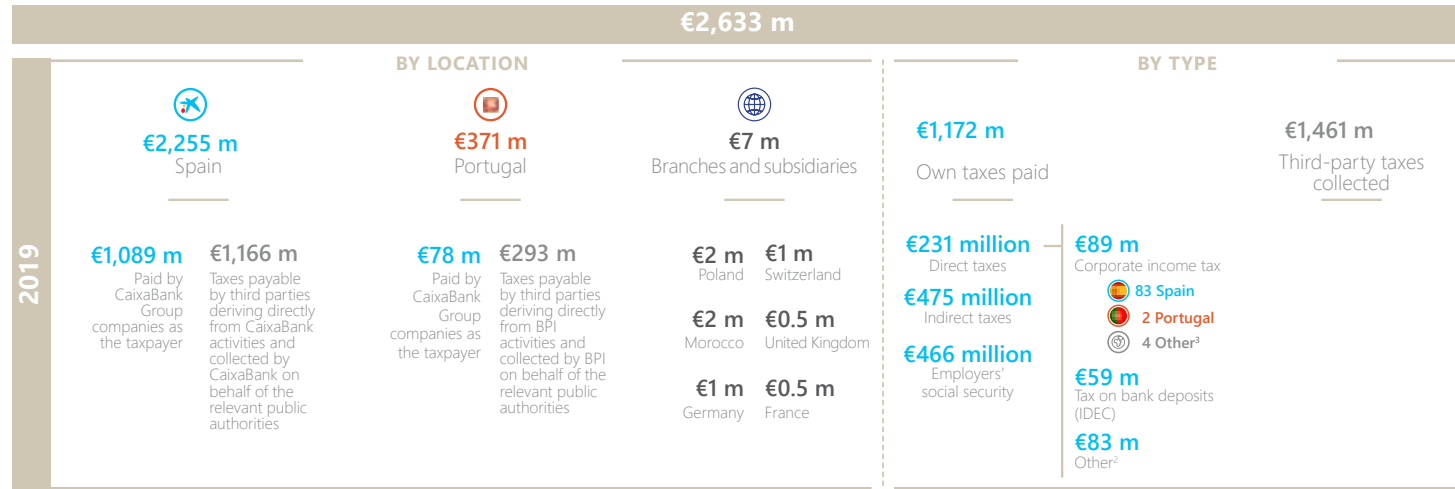 €2,633 m
2019
BY LOCATION
€2,255 m
Spain
€1,089 m
Paid by
CaixaBank
Group
companies as
the taxpayer
€1,166 m
Taxes payable
by third parties
deriving directly
from CaixaBank
activities and
collected by
CaixaBank on
behalf of the
relevant public
authorities
€371 m
Portugal
€78 m
Paid by
CaixaBank
Group
companies as
the taxpayer
€293 m
Taxes payable
by third parties
deriving directly
from BPI
activities and
collected by BPI
on behalf of the
relevant public
authorities
€7 m
Branches and subsidiaries
€2 m
Poland
€1 m
Switzerland
€2 m
Morocco
€0.5 m
United Kingdom
€1 m
Germany
€0.5 m
France
BY TYPE
€1,172 m
Own taxes paid
€231 million
Direct taxes
€475 million
Indirect taxes
€466 million
Employers'
social security
€89 m
Corporate income tax
83 Spain
2 Portugal
4 Other³
€59 m
Tax on bank deposits
(IDEC)
€83 m
Other²
€1,461 m
Third-party taxes
collected